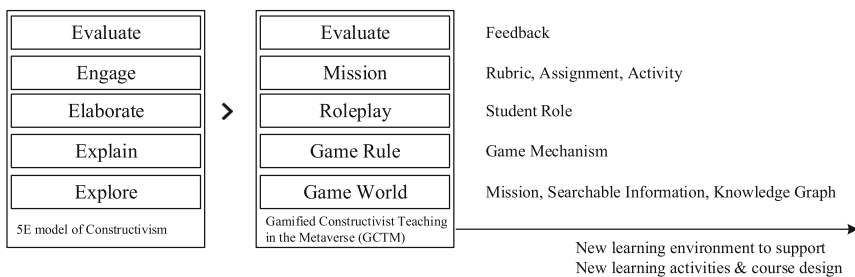 Evaluate
Engage
Elaborate
Explain
Explore
5E model of Constructivism
>
Evaluate
Mission
Roleplay
Game Rule
Game World
Gamified Constructivist Teaching
in the Metaverse (GCTM)
Feedback
Rubric, Assignment, Activity
Student Role
Game Mechanism
Mission, Searchable Information, Knowledge Graph
New learning environment to support
New learning activities & course design